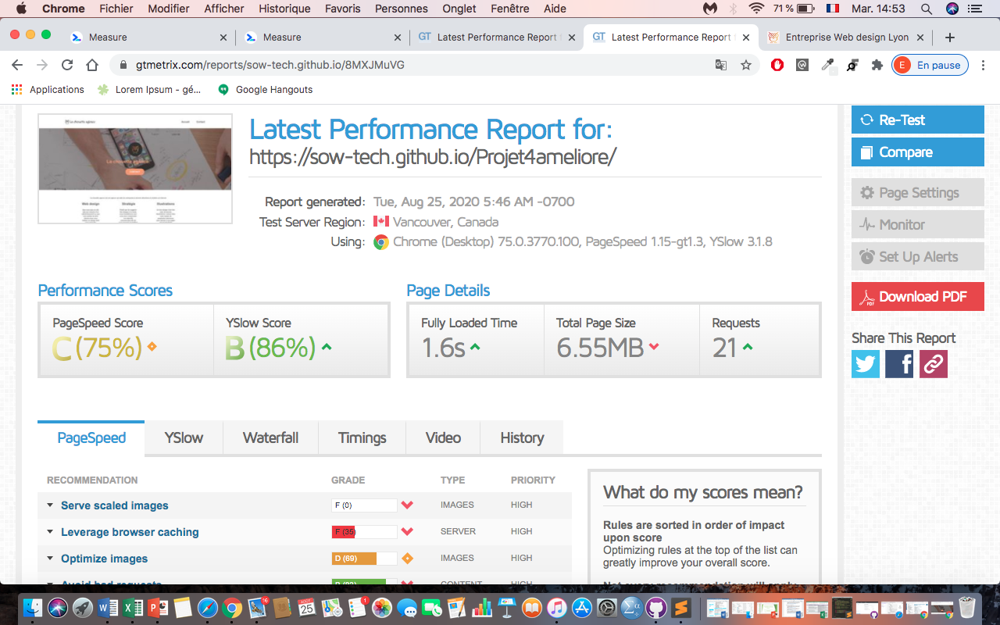 Chrome Fichier Modifier Afficher Historique Favoris Personnes Onglet Fenêtre Aide 71 % Mar. 14:53
Measure Measure GT Latest Performance Report GT Latest Performance Report Entreprise Web design Lyon
gtmetrix.com/reports/sow-tech.github.io/8MXJMuVG E En pause
Applications Lorem Ipsum - gé... Google Hangouts
Latest Performance Report for:
https://sow-tech.github.io/Projet4ameliore/
Report generated: Tue, Aug 25, 2020 5:46 AM -0700
Test Server Region: Vancouver, Canada
Using: Chrome (Desktop) 75.0.3770.100, PageSpeed 1.15-gt1.3, YSlow 3.1.8
Re-Test
Compare
Page Settings
Monitor
Set Up Alerts
PDF Download PDF
Share This Report
Performance Scores
PageSpeed Score YSlow Score
C (75%) B (86%)
Page Details
Fully Loaded Time Total Page Size Requests
1.6s 6.55MB 21
PageSpeed YSlow Waterfall Timings Video History
RECOMMENDATION GRADE TYPE PRIORITY
Serve scaled images F (0) IMAGES HIGH
Leverage browser caching F (35) SERVER HIGH
Optimize images D (69) IMAGES HIGH
Avoid bad requests CONTENT HIGH
What do my scores mean?
Rules are sorted in order of impact
upon score
Optimizing rules at the top of the list can
greatly improve your overall score.